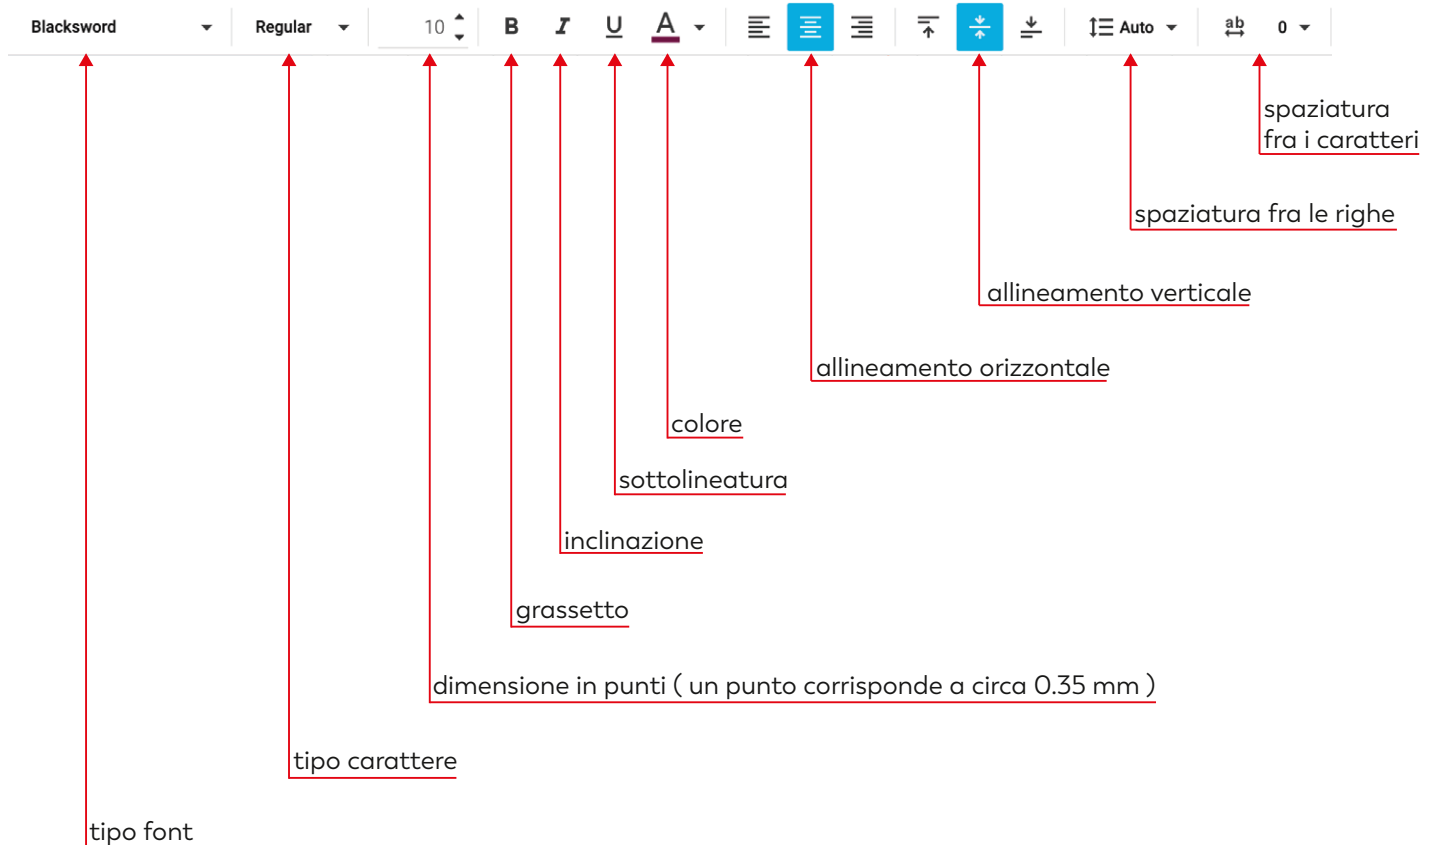 Blacksword Regular 10 B I U A Auto ab 0
spaziatura
fra i caratteri
spaziatura fra le righe
allineamento verticale
allineamento orizzontale
colore
sottolineatura
inclinazione
grassetto
dimensione in punti ( un punto corrisponde a circa 0.35 mm )
tipo carattere
tipo font